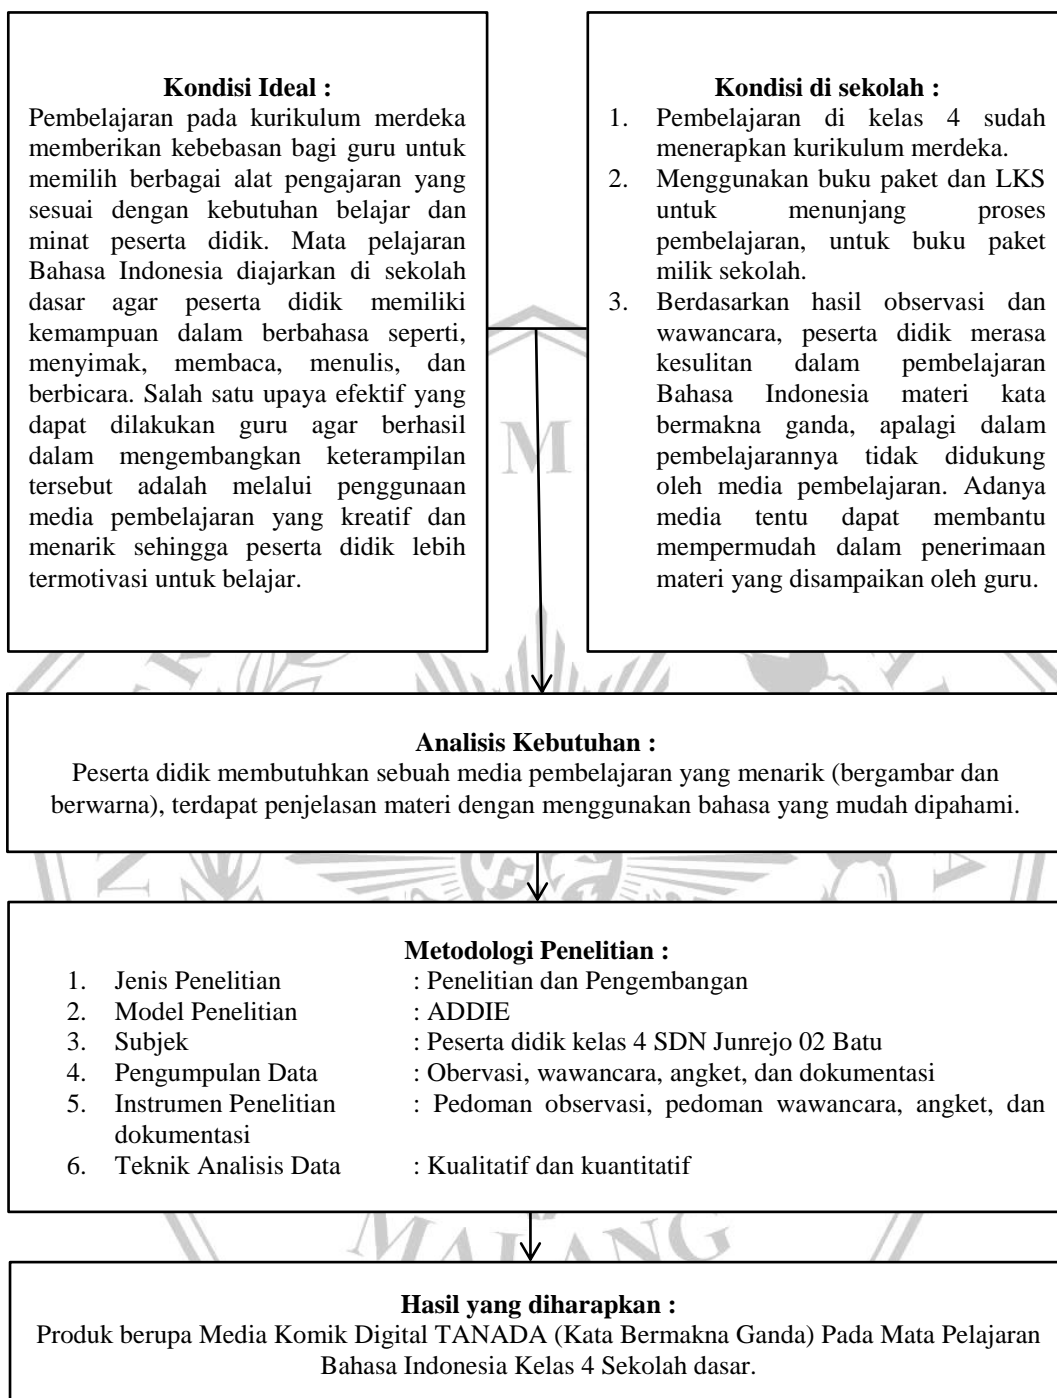 Kondisi Ideal :
Pembelajaran pada kurikulum merdeka
memberikan kebebasan bagi guru untuk
memilih berbagai alat pengajaran yang
sesuai dengan kebutuhan belajar dan
minat peserta didik. Mata pelajaran
Bahasa Indonesia diajarkan di sekolah
dasar agar peserta didik memiliki
kemampuan dalam berbahasa seperti,
menyimak, membaca, menulis, dan
berbicara. Salah satu upaya efektif yang
dapat dilakukan guru agar berhasil
dalam mengembangkan keterampilan
tersebut adalah melalui penggunaan
media pembelajaran yang kreatif dan
menarik sehingga peserta didik lebih
termotivasi untuk belajar.
Kondisi di sekolah :
1. Pembelajaran di kelas 4 sudah
menerapkan kurikulum merdeka.
2. Menggunakan buku paket dan LKS
untuk menunjang proses
pembelajaran, untuk buku paket
milik sekolah.
3. Berdasarkan hasil observasi dan
wawancara, peserta didik merasa
kesulitan dalam pembelajaran
Bahasa Indonesia materi kata
bermakna ganda, apalagi dalam
pembelajarannya tidak didukung
oleh media pembelajaran. Adanya
media tentu dapat membantu
mempermudah dalam penerimaan
materi yang disampaikan oleh guru.
M
Analisis Kebutuhan :
Peserta didik membutuhkan sebuah media pembelajaran yang menarik (bergambar dan
berwarna), terdapat penjelasan materi dengan menggunakan bahasa yang mudah dipahami.
Metodologi Penelitian :
1. Jenis Penelitian : Penelitian dan Pengembangan
2. Model Penelitian : ADDIE
3. Subjek : Peserta didik kelas 4 SDN Junrejo 02 Batu
4. Pengumpulan Data : Obervasi, wawancara, angket, dan dokumentasi
5. Instrumen Penelitian : Pedoman observasi, pedoman wawancara, angket, dan
dokumentasi
6. Teknik Analisis Data : Kualitatif dan kuantitatif
MALANG
Hasil yang diharapkan :
Produk berupa Media Komik Digital TANADA (Kata Bermakna Ganda) Pada Mata Pelajaran
Bahasa Indonesia Kelas 4 Sekolah dasar.